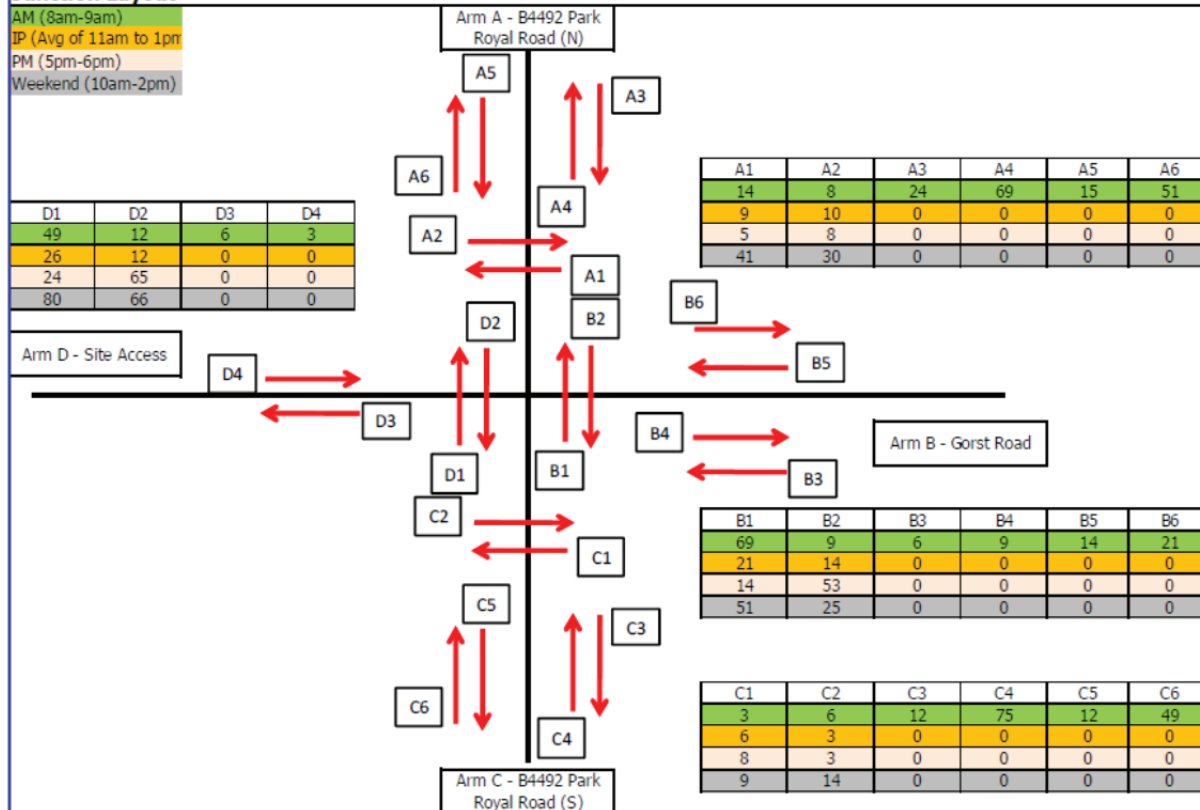 AM (8am-9am)
IP (Avg of 11am to 1pm
PM (5pm-6pm)
Weekend (10am-2pm)
Arm A - B4492 Park
Royal Road (N)
A5
A3
A6
A4
A2
A1
A1 A2 A3 A4 A5 A6
14 8 24 69 15 51
9 10 0 0 0 0
5 8 0 0 0 0
41 30 0 0 0 0
D1 D2 D3 D4
49 12 6 3
26 12 0 0
24 65 0 0
80 66 0 0
D2
B2
B6
Arm D - Site Access
D4
B5
D3
B4
Arm B - Gorst Road
D1
B1
B3
C2
C1
B1 B2 B3 B4 B5 B6
69 9 6 9 14 21
21 14 0 0 0 0
14 53 0 0 0 0
51 25 0 0 0 0
C5
C3
C6
C4
C1 C2 C3 C4 C5 C6
3 6 12 75 12 49
6 3 0 0 0 0
8 3 0 0 0 0
9 14 0 0 0 0
Arm C - B4492 Park
Royal Road (S)